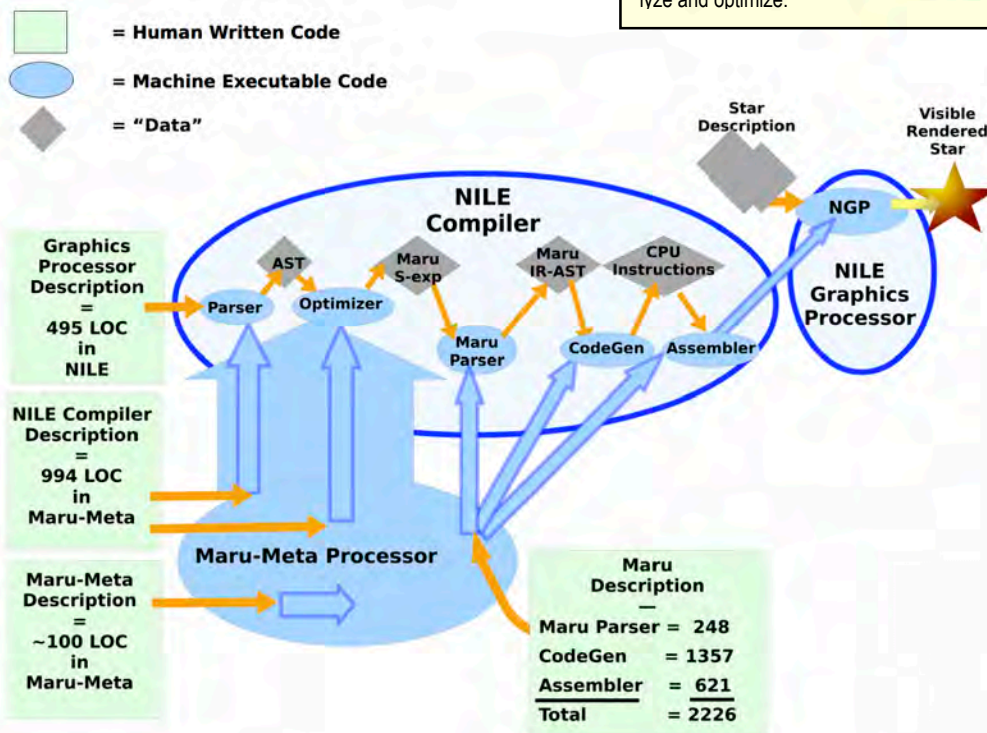 lyze and optimize.
= Human Written Code
= Machine Executable Code
= “Data”
Star
Description
Visible
Rendered
Star
NILE
Compiler
NGP
NILE
Graphics
Processor
Graphics
Processor
Description
=
495 LOC
in
NILE
Parser
AST
Optimizer
Maru
S-exp
Maru
Parser
Maru
IR-AST
CodeGen
CPU
Instructions
Assembler
NILE Compiler
Description
=
994 LOC
in
Maru-Meta
Maru-Meta Processor
Maru-Meta
Description
=
~100 LOC
in
Maru-Meta
Maru
Description
—
Maru Parser = 248
CodeGen = 1357
Assembler = 621
Total = 2226